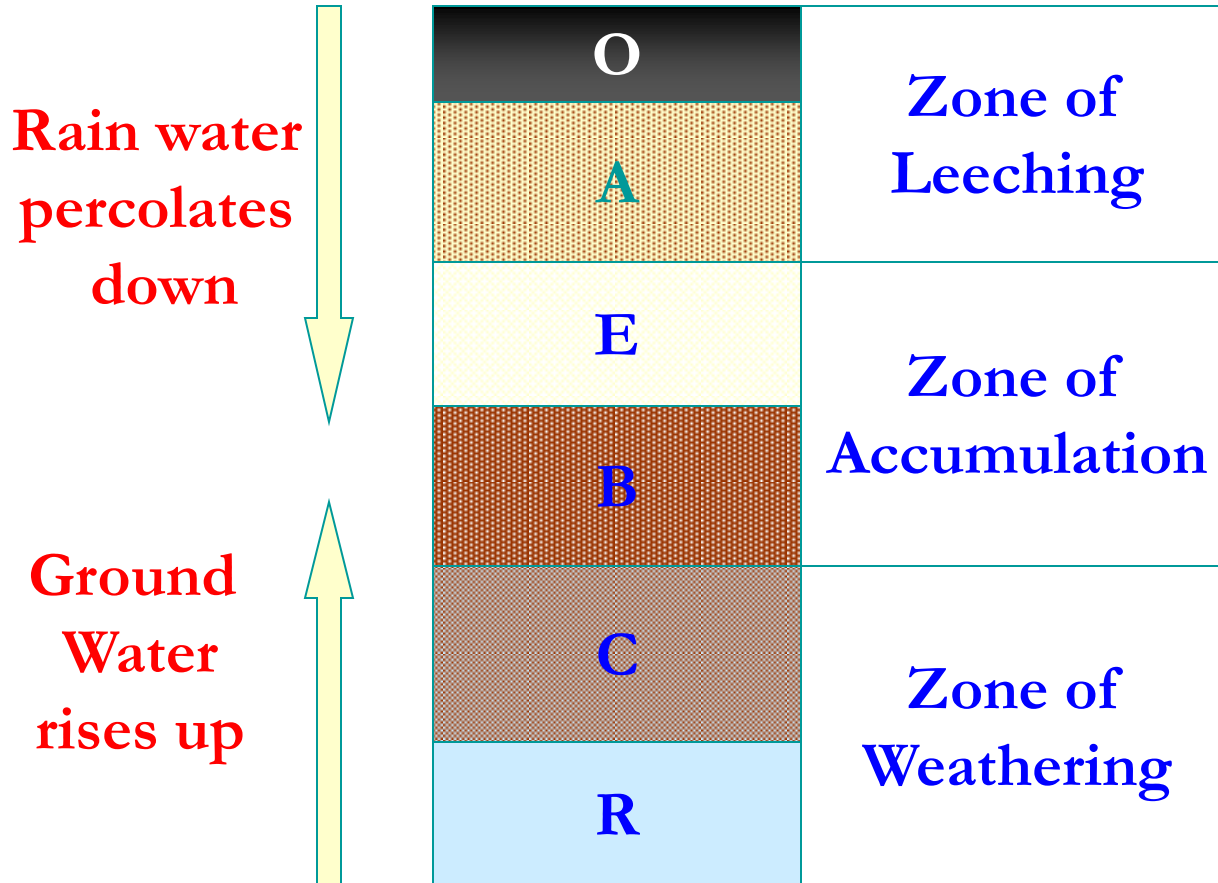 Rain water
percolates
down
Ground
Water
rises up
O
A
E
B
C
R
Zone of
Leeching
Zone of
Accumulation
Zone of
Weathering